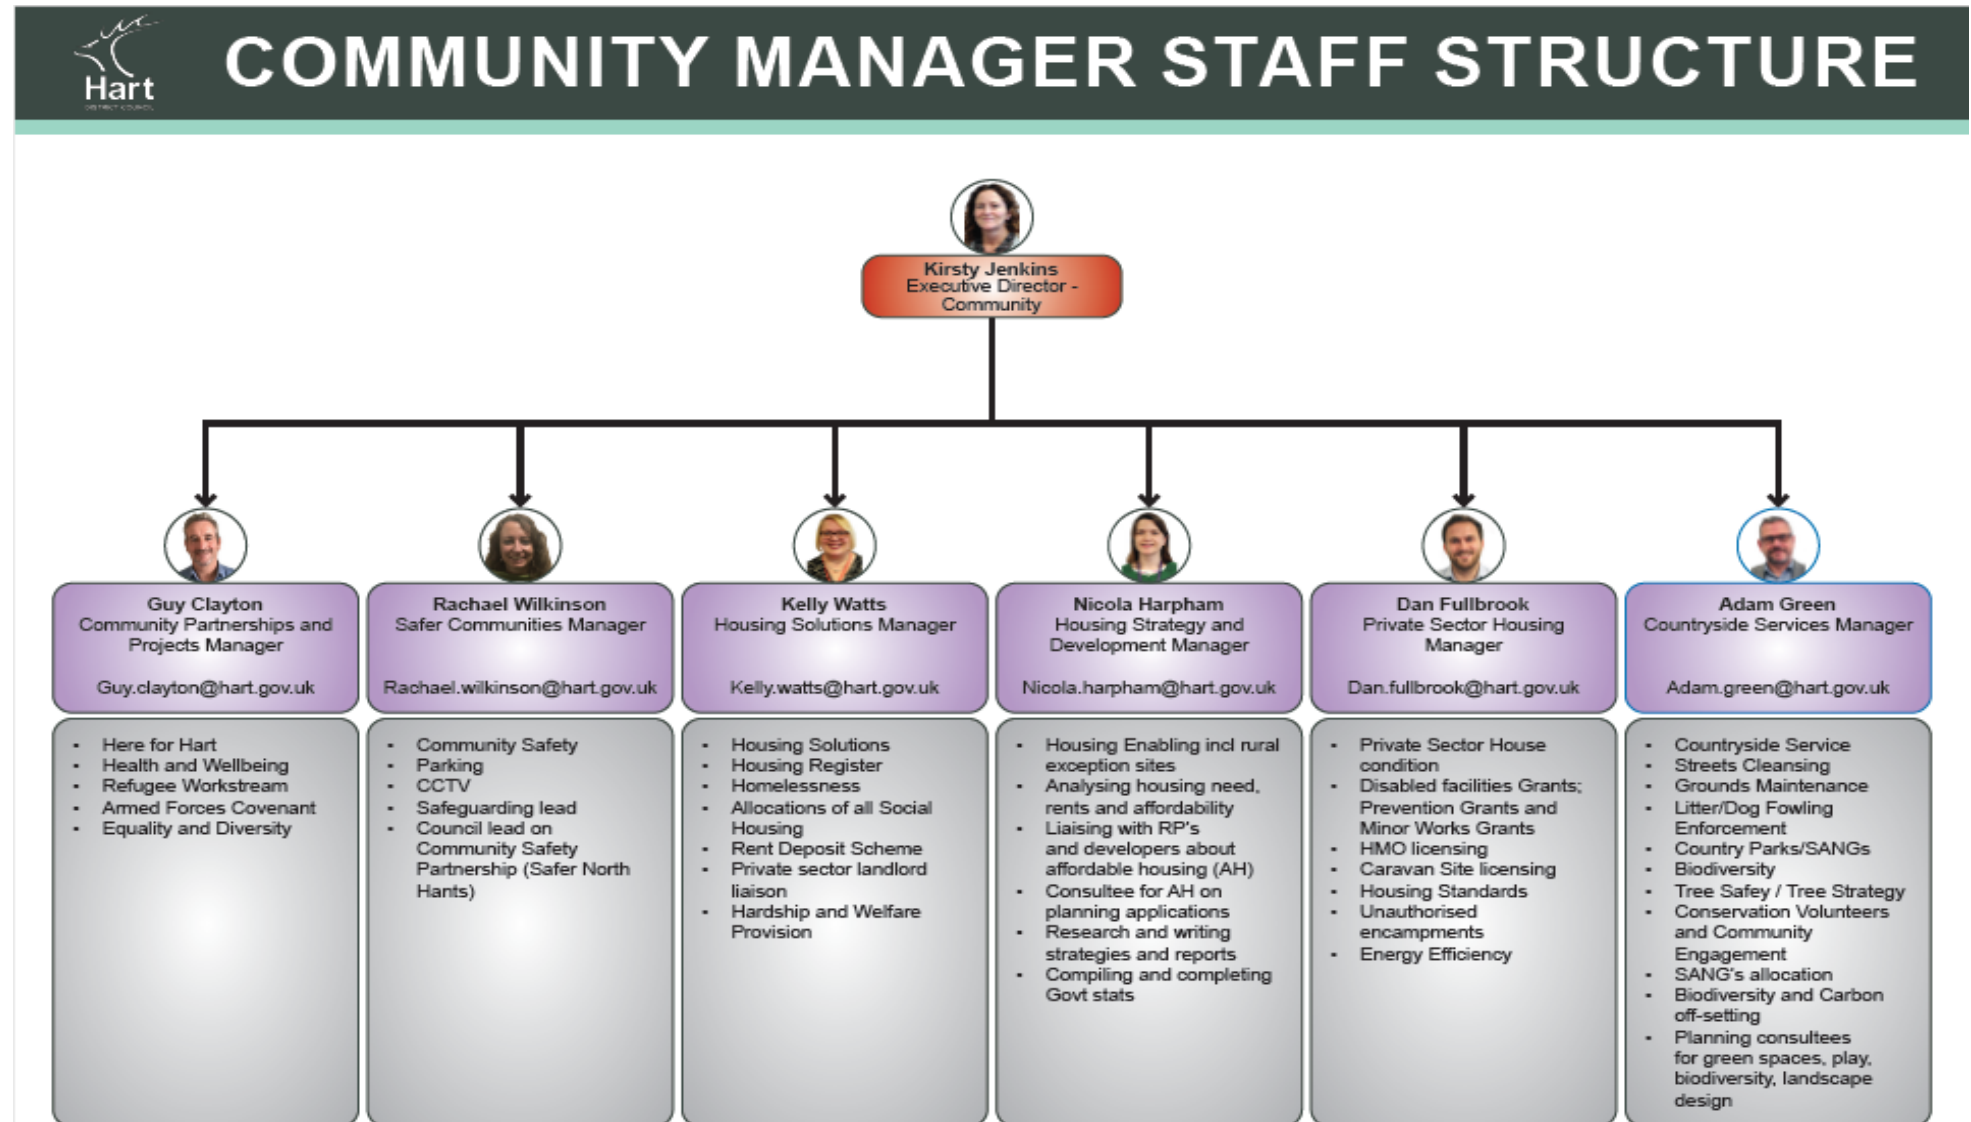 Hart
DISTRICT COUNCIL
COMMUNITY MANAGER STAFF STRUCTURE
Kirsty Jenkins
Executive Director -
Community
Guy Clayton
Community Partnerships and
Projects Manager
Guy.clayton@hart.gov.uk
- Here for Hart
- Health and Wellbeing
- Refugee Workstream
- Armed Forces Covenant
- Equality and Diversity
Rachael Wilkinson
Safer Communities Manager
Rachael.wilkinson@hart.gov.uk
- Community Safety
- Parking
- CCTV
- Safeguarding lead
- Council lead on
Community Safety
Partnership (Safer North
Hants)
Kelly Watts
Housing Solutions Manager
Kelly.watts@hart.gov.uk
- Housing Solutions
- Housing Register
- Homelessness
- Allocations of all Social
Housing
- Rent Deposit Scheme
- Private sector landlord
liaison
- Hardship and Welfare
Provision
Nicola Harpham
Housing Strategy and
Development Manager
Nicola.harpham@hart.gov.uk
- Housing Enabling incl rural
exception sites
- Analysing housing need,
rents and affordability
- Liaising with RP's
and developers about
affordable housing (AH)
- Consultee for AH on
planning applications
- Research and writing
strategies and reports
- Compiling and completing
Govt stats
Dan Fullbrook
Private Sector Housing
Manager
Dan.fullbrook@hart.gov.uk
- Private Sector House
condition
- Disabled facilities Grants;
Prevention Grants and
Minor Works Grants
- HMO licensing
- Caravan Site licensing
- Housing Standards
- Unauthorised
encampments
- Energy Efficiency
Adam Green
Countryside Services Manager
Adam.green@hart.gov.uk
- Countryside Service
- Streets Cleansing
- Grounds Maintenance
- Litter/Dog Fowling
Enforcement
- Country Parks/SANGs
- Biodiversity
- Tree Safey / Tree Strategy
- Conservation Volunteers
and Community
Engagement
- SANG's allocation
- Biodiversity and Carbon
off-setting
- Planning consultees
for green spaces, play,
biodiversity, landscape
design